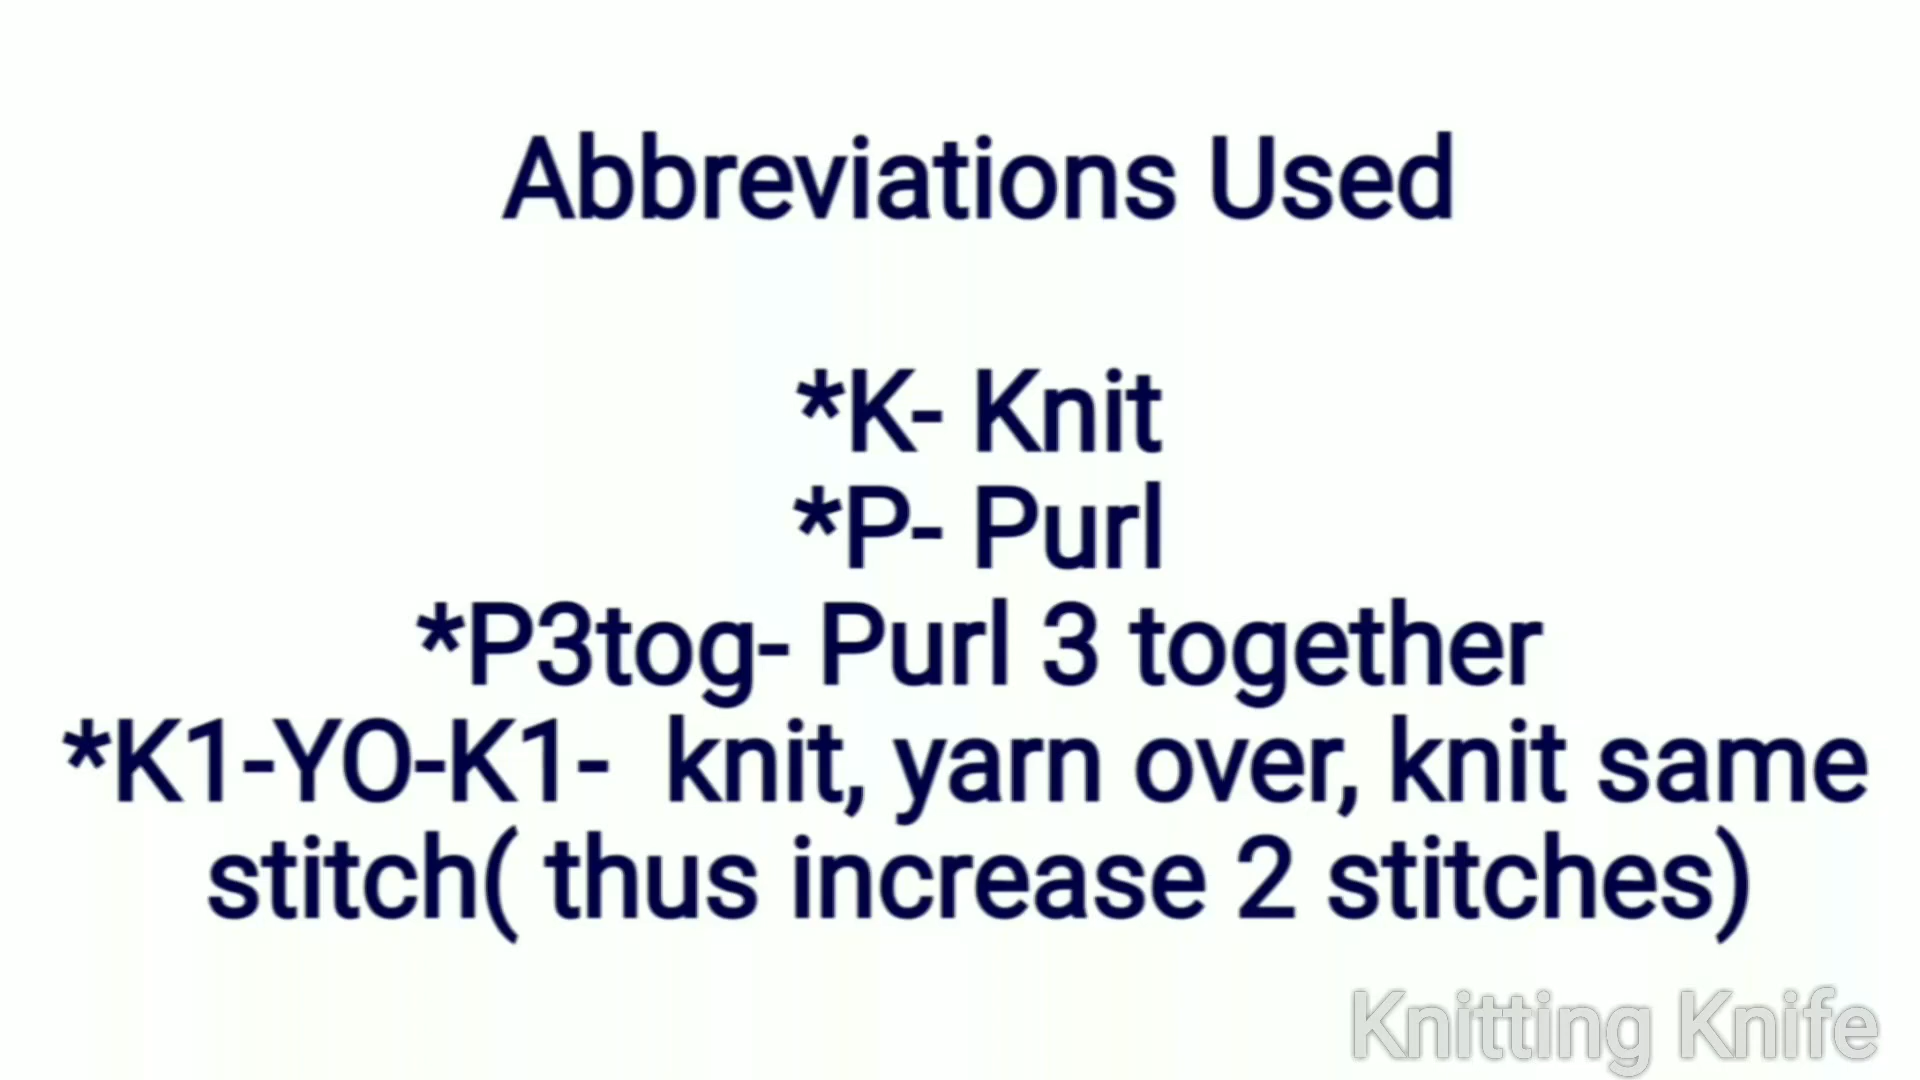 Abbreviations Used
*K- Knit
*P- Purl
*P3tog- Purl 3 together
*K1-YO-K1-  knit, yarn over, knit same
stitch( thus increase 2 stitches)
Knitting Knife